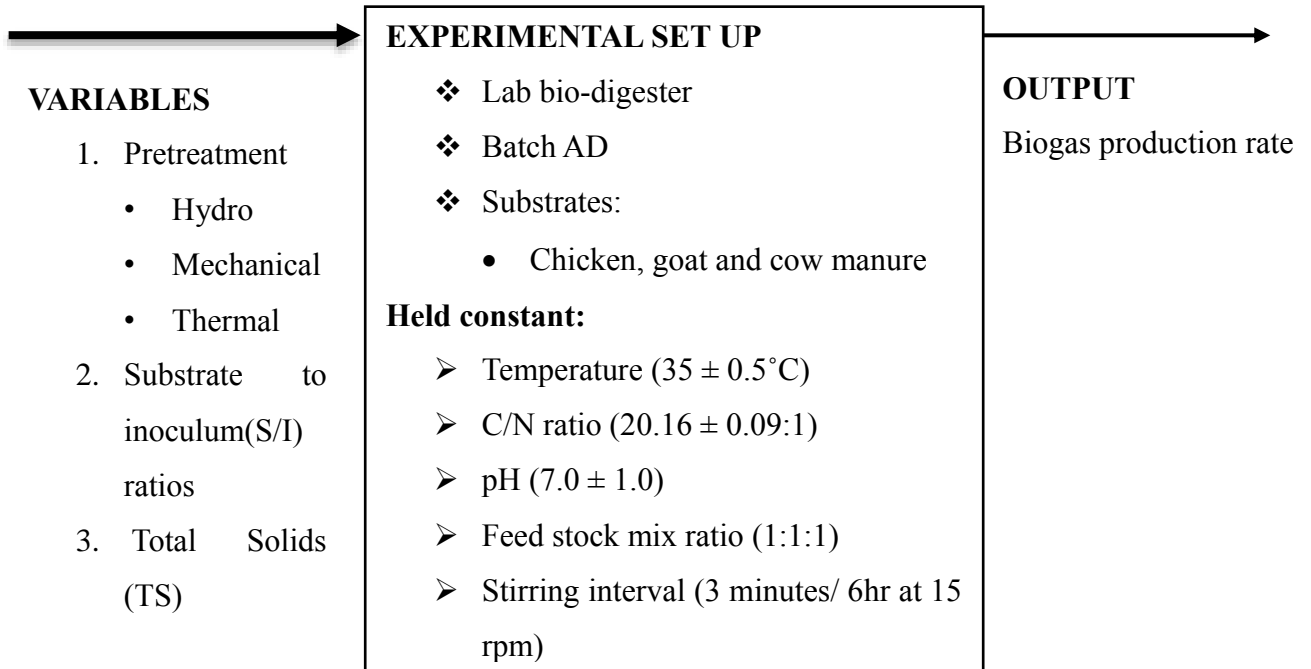 VARIABLES
1. Pretreatment
• Hydro
• Mechanical
• Thermal
2. Substrate to
inoculum(S/I)
ratios
3. Total Solids
(TS)
EXPERIMENTAL SET UP
❖ Lab bio-digester
❖ Batch AD
❖ Substrates:
• Chicken, goat and cow manure
Held constant:
➢ Temperature (35 ± 0.5˚C)
➢ C/N ratio (20.16 ± 0.09:1)
➢ pH (7.0 ± 1.0)
➢ Feed stock mix ratio (1:1:1)
➢ Stirring interval (3 minutes/ 6hr at 15
rpm)
OUTPUT
Biogas production rate